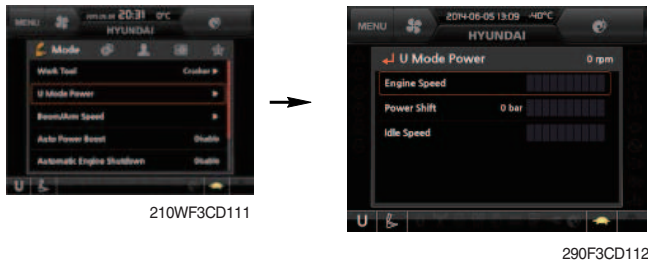 MENU 20:31 0°C
HYUNDAI
Mode
Work Tool Crusher
U Mode Power
Boom/Arm Speed
Auto Power Boost Disable
Automatic Engine Shutdown Disable
U
210WF3CD111
MENU 2014-06-05 13:09 -40°C
HYUNDAI
U Mode Power 0 rpm
Engine Speed
Power Shift 0 bar
Idle Speed
U
290F3CD112